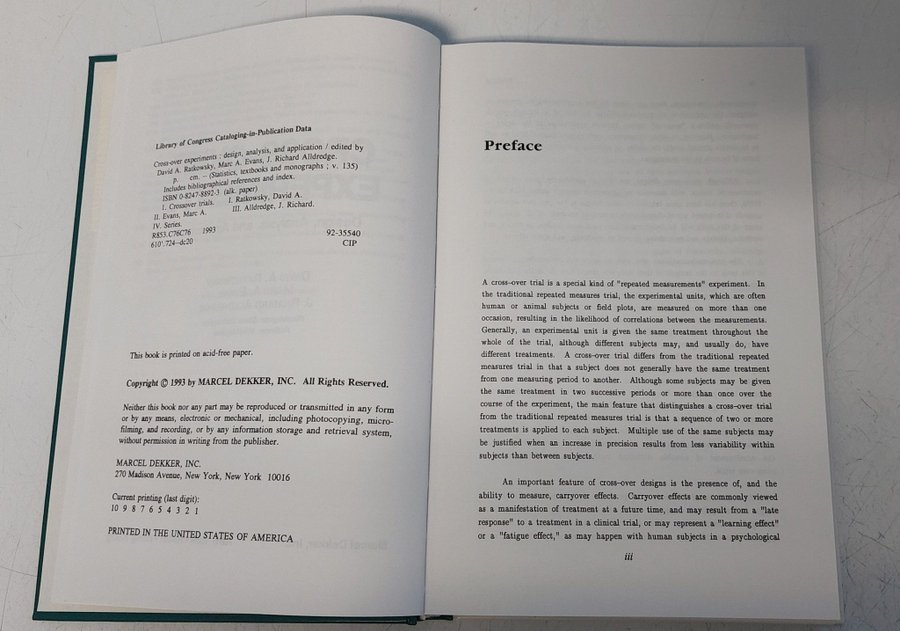 Library of Congress Cataloging-in-Publication Data
Cross-over experiments : design, analysis, and application / edited by
David A. Ratkowsky, Marc A. Evans, J. Richard Alldredge.
p. cm. – (Statistics, textbooks and monographs ; v. 135)
Includes bibliographical references and index.
ISBN 0-8247-8892-3 (alk. paper)
1. Crossover trials. I. Ratkowsky, David A.
II. Evans, Marc A. III. Alldredge, J. Richard.
IV. Series.
R853.C76C76 1993
610'.724–dc20 92-35540
CIP
This book is printed on acid-free paper.
Copyright © 1993 by MARCEL DEKKER, INC. All Rights Reserved.
Neither this book nor any part may be reproduced or transmitted in any form
or by any means, electronic or mechanical, including photocopying, micro-
filming, and recording, or by any information storage and retrieval system,
without permission in writing from the publisher.
MARCEL DEKKER, INC.
270 Madison Avenue, New York, New York 10016
Current printing (last digit):
10 9 8 7 6 5 4 3 2 1
PRINTED IN THE UNITED STATES OF AMERICA
Preface
A cross-over trial is a special kind of "repeated measurements" experiment. In
the traditional repeated measures trial, the experimental units, which are often
human or animal subjects or field plots, are measured on more than one
occasion, resulting in the likelihood of correlations between the measurements.
Generally, an experimental unit is given the same treatment throughout the
whole of the trial, although different subjects may, and usually do, have
different treatments. A cross-over trial differs from the traditional repeated
measures trial in that a subject does not generally have the same treatment
from one measuring period to another. Although some subjects may be given
the same treatment in two successive periods or more than once over the
course of the experiment, the main feature that distinguishes a cross-over trial
from the traditional repeated measures trial is that a sequence of two or more
treatments is applied to each subject. Multiple use of the same subjects may
be justified when an increase in precision results from less variability within
subjects than between subjects.
An important feature of cross-over designs is the presence of, and the
ability to measure, carryover effects. Carryover effects are commonly viewed
as a manifestation of treatment at a future time, and may result from a "late
response" to a treatment in a clinical trial, or may represent a "learning effect"
or a "fatigue effect," as may happen with human subjects in a psychological
iii